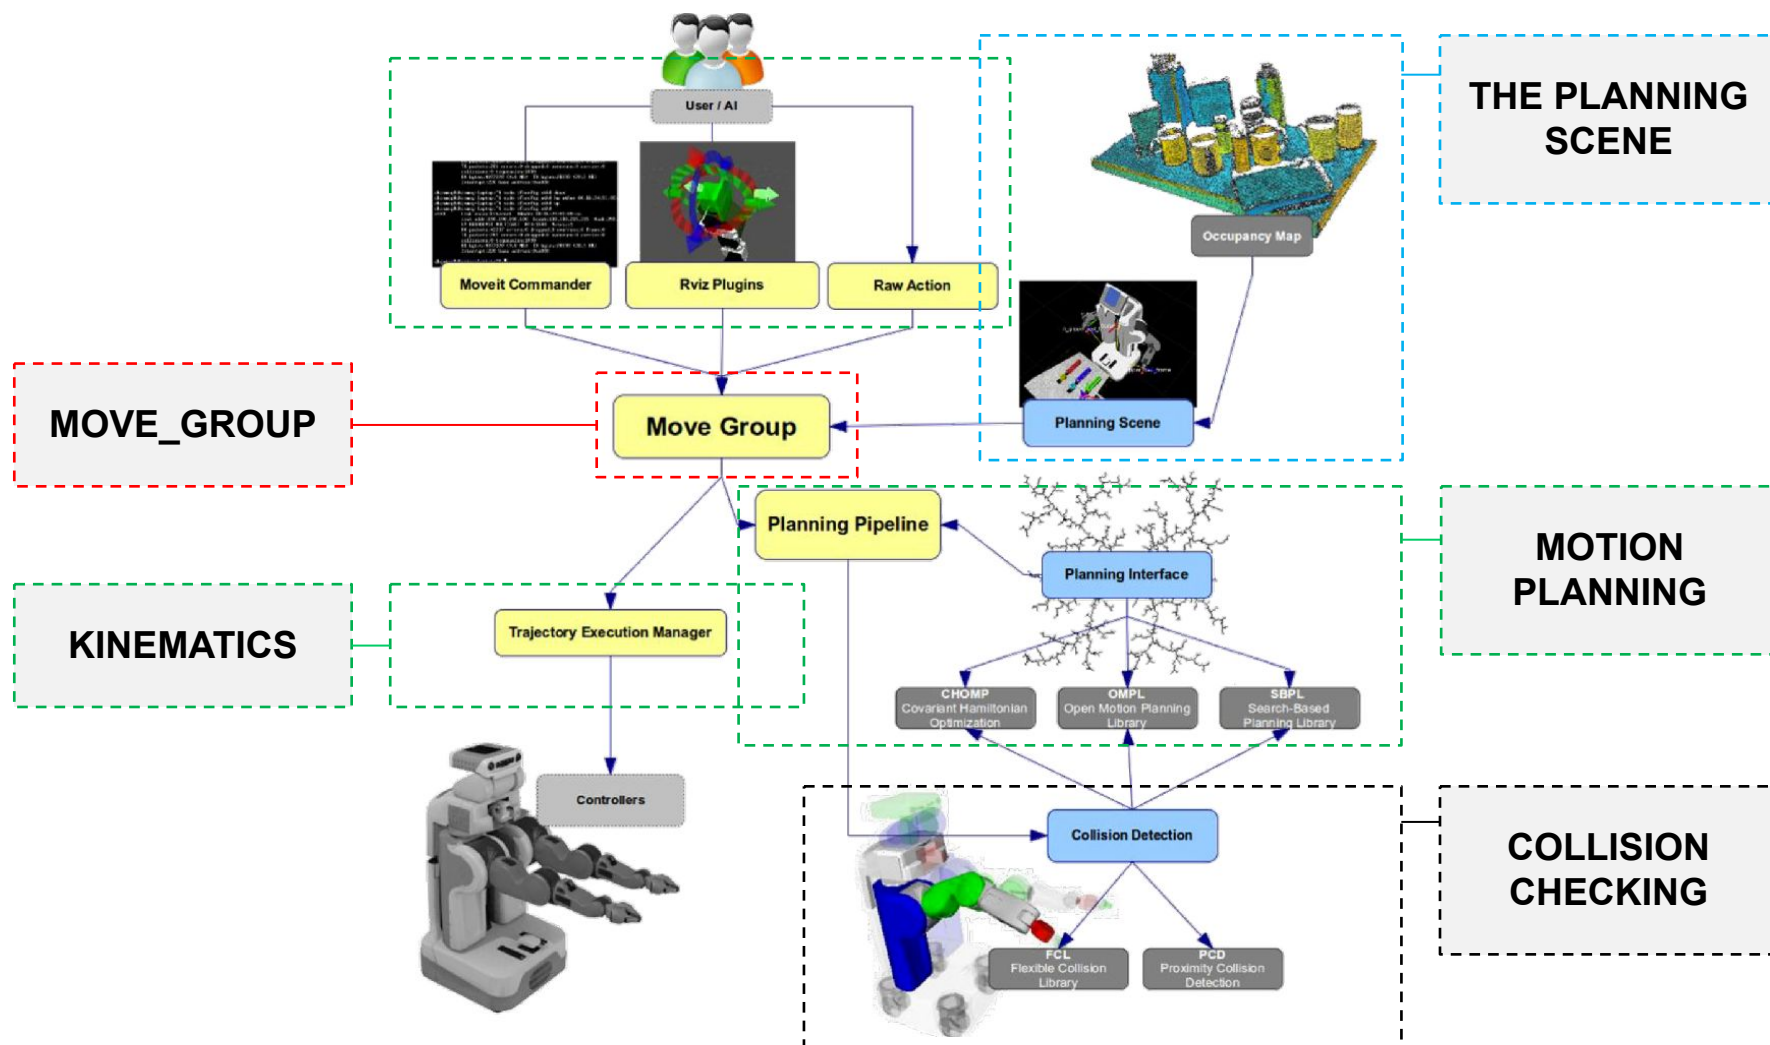 User / AI
THE PLANNING
SCENE
Occupancy Map
Moveit Commander
Rviz Plugins
Raw Action
MOVE_GROUP
Move Group
Planning Scene
Planning Pipeline
MOTION
PLANNING
Planning Interface
KINEMATICS
Trajectory Execution Manager
CHOMP
Covariant Hamiltonian
Optimization
OMPL
Open Motion Planning
Library
SBPL
Search-Based
Planning Library
Controllers
Collision Detection
COLLISION
CHECKING
FCL
Flexible Collision
Library
PCD
Proximity Collision
Detection